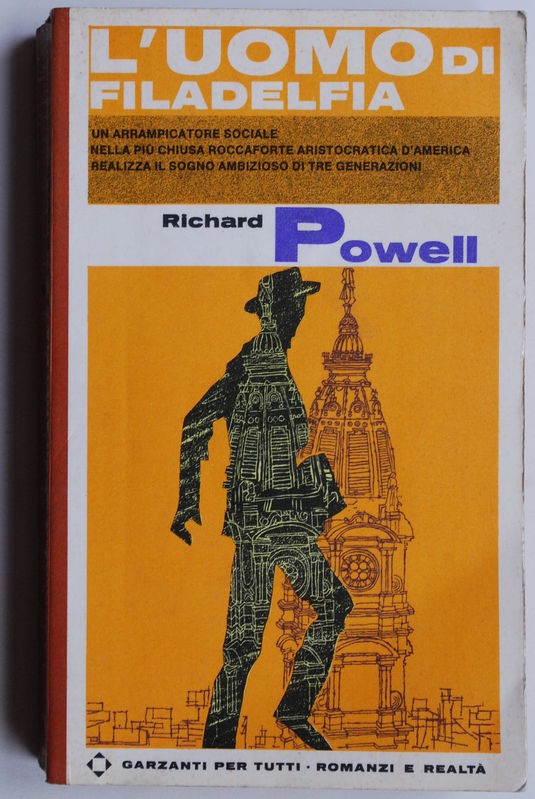 L'UOMO DI
FILADELFIA
UN ARRAMPICATORE SOCIALE
NELLA PIÙ CHIUSA ROCCAFORTE ARISTOCRATICA D'AMERICA
REALIZZA IL SOGNO AMBIZIOSO DI TRE GENERAZIONI
Richard Powell
GARZANTI PER TUTTI · ROMANZI E REALTÀ